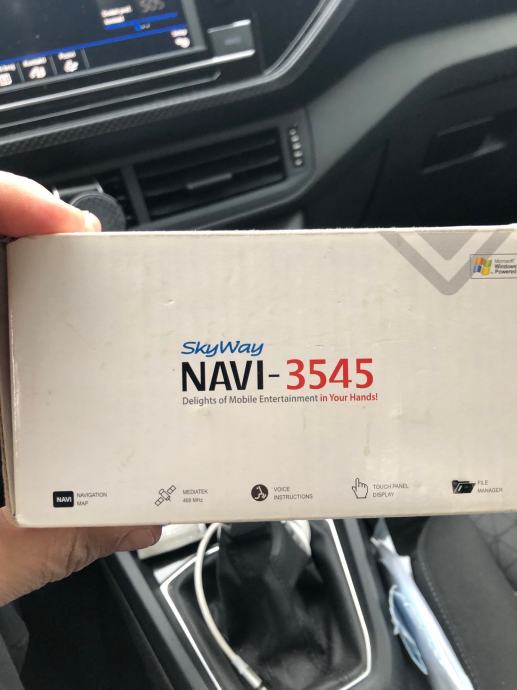 Microsoft
Windows
Powered
SkyWay
NAVI-3545
Delights of Mobile Entertainment in Your Hands!
NAVI
NAVIGATION
MAP
MEDIATEK
468 MHz
VOICE
INSTRUCTIONS
TOUCH PANEL
DISPLAY
FILE
MANAGER